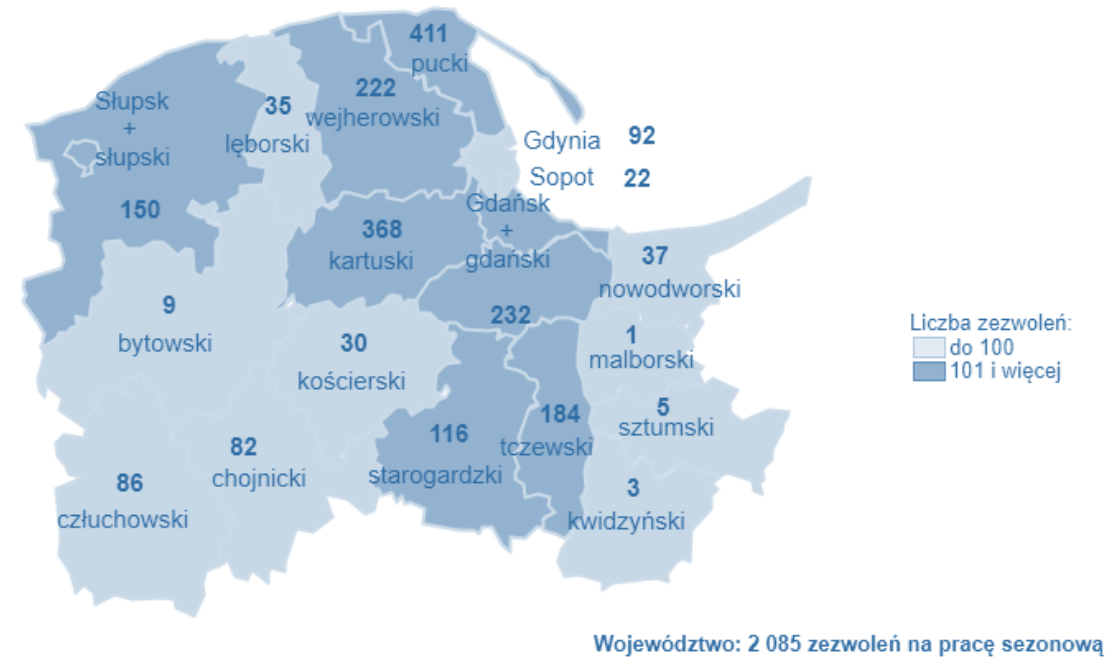 411
pucki
222
wejherowski
35
lęborski
Słupsk
+
słupski
150
Gdynia 92
Sopot 22
Gdańsk
+
gdański
232
368
kartuski
37
nowodworski
9
bytowski
30
kościerski
1
malborski
5
sztumski
184
tczewski
116
starogardzki
82
chojnicki
86
człuchowski
3
kwidzyński
Liczba zezwoleń:
do 100
101 i więcej
Województwo: 2 085 zezwoleń na pracę sezonową